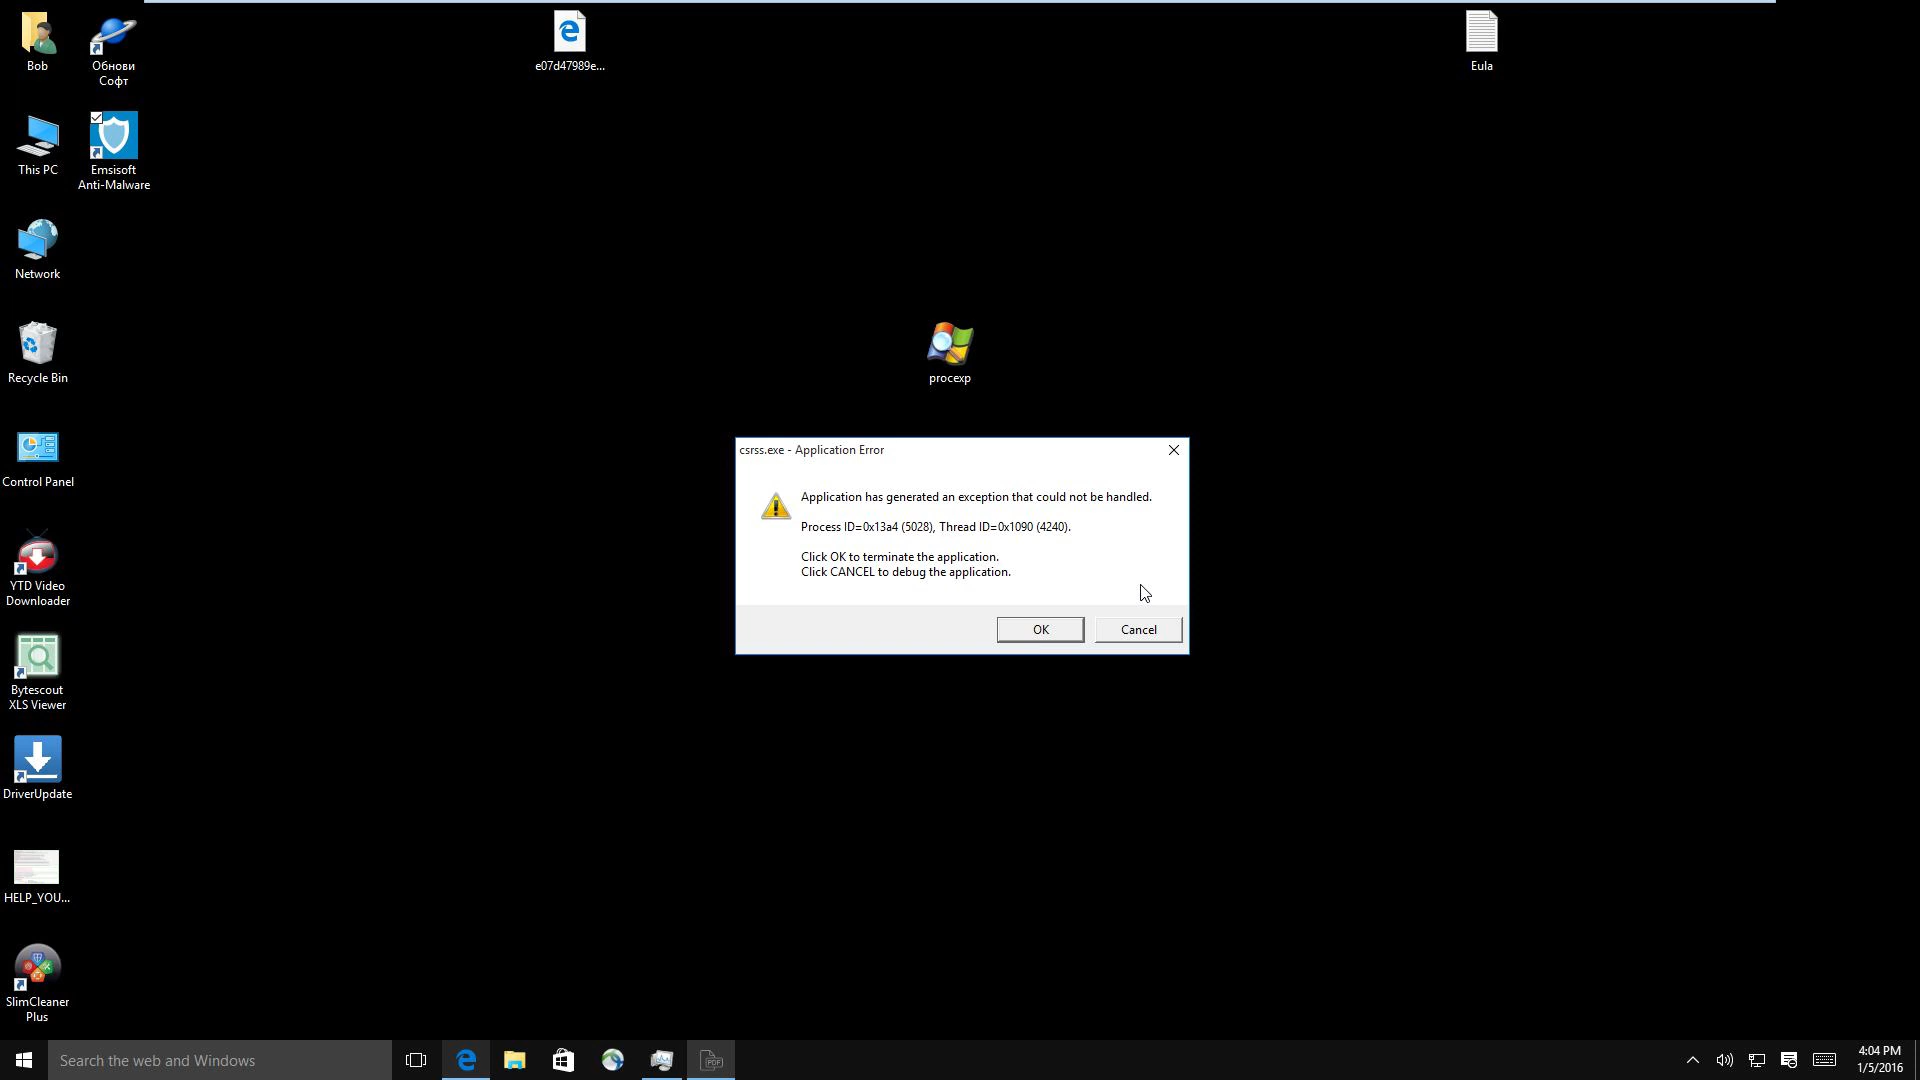 Bob
Обнови
Софт
e07d47989e...
Eula
This PC
Emsisoft
Anti-Malware
Network
Recycle Bin
procexp
Control Panel
csrss.exe - Application Error
Application has generated an exception that could not be handled.
Process ID=0x13a4 (5028), Thread ID=0x1090 (4240).
Click OK to terminate the application.
Click CANCEL to debug the application.
OK
Cancel
YTD Video
Downloader
Bytescout
XLS Viewer
DriverUpdate
HELP_YOU...
SlimCleaner
Plus
Search the web and Windows
PDF
4:04 PM
1/5/2016